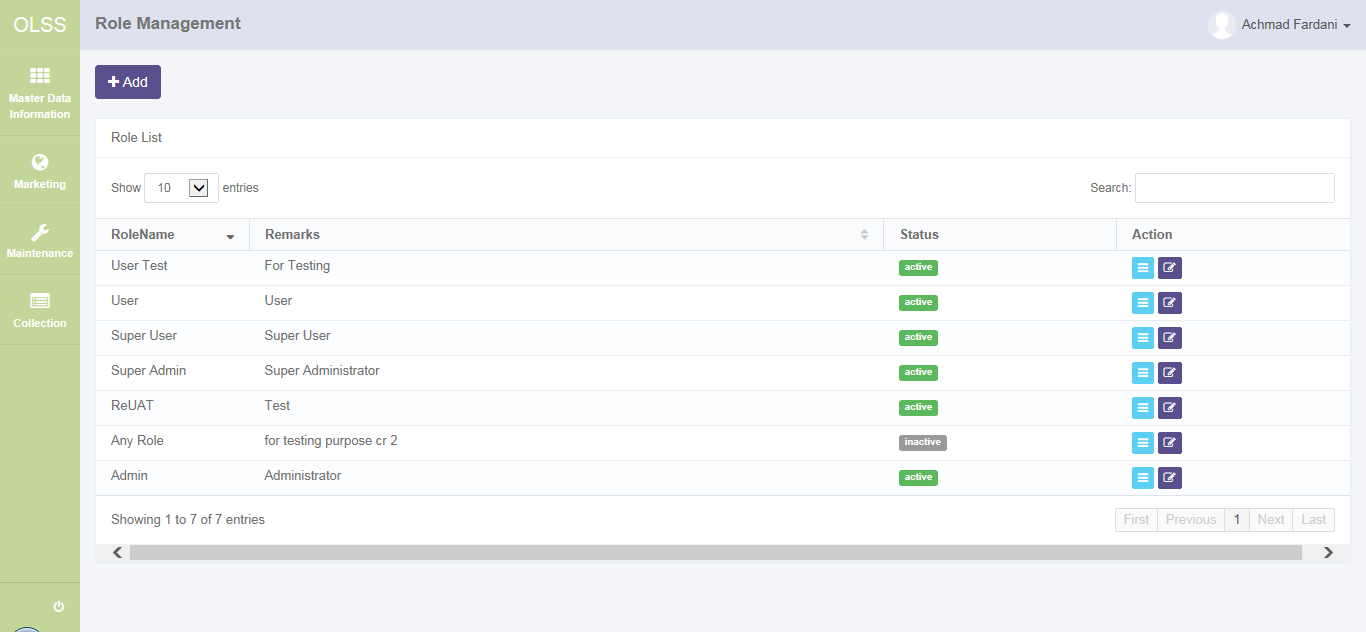 OLSS
Role Management
Achmad Fardani
Master Data
Information
Marketing
Maintenance
Collection
Add
Role List
Show 10 entries
Search:
RoleName Remarks Status Action
User Test For Testing active
User User active
Super User Super User active
Super Admin Super Administrator active
ReUAT Test active
Any Role for testing purpose cr 2 inactive
Admin Administrator active
Showing 1 to 7 of 7 entries
First Previous 1 Next Last